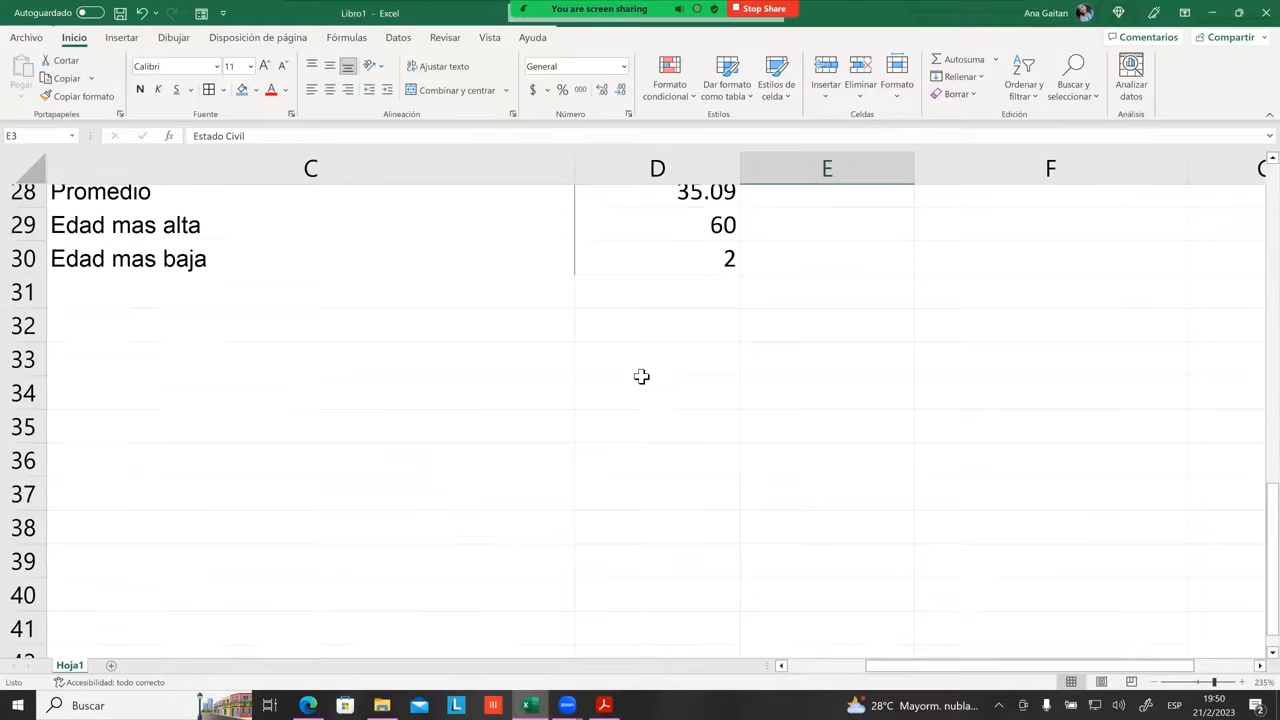 Autoguardado
Libro1 - Excel
You are screen sharing
Stop Share
Ana Gaitan
Archivo Inicio Insertar Dibujar Disposición de página Fórmulas Datos Revisar Vista Ayuda
Comentarios
Compartir
Pegar
Cortar
Copiar
Copiar formato
Portapapeles
Calibri
11
N K S
Fuente
Ajustar texto
Combinar y centrar
Alineación
General
$ % 000
Número
Formato condicional
Dar formato como tabla
Estilos de celda
Estilos
Insertar
Eliminar
Formato
Celdas
Autosuma
Rellenar
Borrar
Ordenar y filtrar
Buscar y seleccionar
Edición
Analizar datos
Análisis
E3
fx
Estado Civil
C D E F
28 Promedio 35.09
29 Edad mas alta 60
30 Edad mas baja 2
31
32
33
34
35
36
37
38
39
40
41
Hoja1
Listo
Accesibilidad: todo correcto
235%
Buscar
28°C Mayorm. nubla...
ESP
19:50
21/2/2023
2